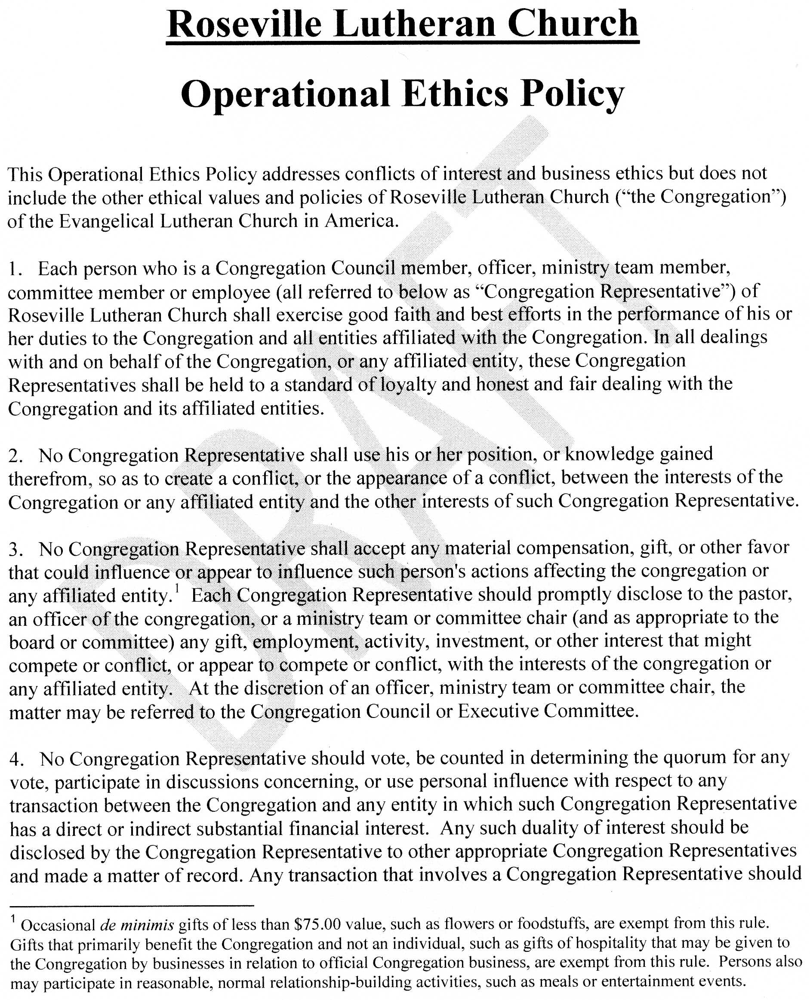 Roseville Lutheran Church
Operational Ethics Policy
DRAFT
This Operational Ethics Policy addresses conflicts of interest and business ethics but does not
include the other ethical values and policies of Roseville Lutheran Church (“the Congregation”)
of the Evangelical Lutheran Church in America.
1. Each person who is a Congregation Council member, officer, ministry team member,
committee member or employee (all referred to below as “Congregation Representative”) of
Roseville Lutheran Church shall exercise good faith and best efforts in the performance of his or
her duties to the Congregation and all entities affiliated with the Congregation. In all dealings
with and on behalf of the Congregation, or any affiliated entity, these Congregation
Representatives shall be held to a standard of loyalty and honest and fair dealing with the
Congregation and its affiliated entities.
2. No Congregation Representative shall use his or her position, or knowledge gained
therefrom, so as to create a conflict, or the appearance of a conflict, between the interests of the
Congregation or any affiliated entity and the other interests of such Congregation Representative.
3. No Congregation Representative shall accept any material compensation, gift, or other favor
that could influence or appear to influence such person's actions affecting the congregation or
any affiliated entity.¹ Each Congregation Representative should promptly disclose to the pastor,
an officer of the congregation, or a ministry team or committee chair (and as appropriate to the
board or committee) any gift, employment, activity, investment, or other interest that might
compete or conflict, or appear to compete or conflict, with the interests of the congregation or
any affiliated entity. At the discretion of an officer, ministry team or committee chair, the
matter may be referred to the Congregation Council or Executive Committee.
4. No Congregation Representative should vote, be counted in determining the quorum for any
vote, participate in discussions concerning, or use personal influence with respect to any
transaction between the Congregation and any entity in which such Congregation Representative
has a direct or indirect substantial financial interest. Any such duality of interest should be
disclosed by the Congregation Representative to other appropriate Congregation Representatives
and made a matter of record. Any transaction that involves a Congregation Representative should
¹ Occasional de minimis gifts of less than $75.00 value, such as flowers or foodstuffs, are exempt from this rule.
Gifts that primarily benefit the Congregation and not an individual, such as gifts of hospitality that may be given to
the Congregation by businesses in relation to official Congregation business, are exempt from this rule. Persons also
may participate in reasonable, normal relationship-building activities, such as meals or entertainment events.